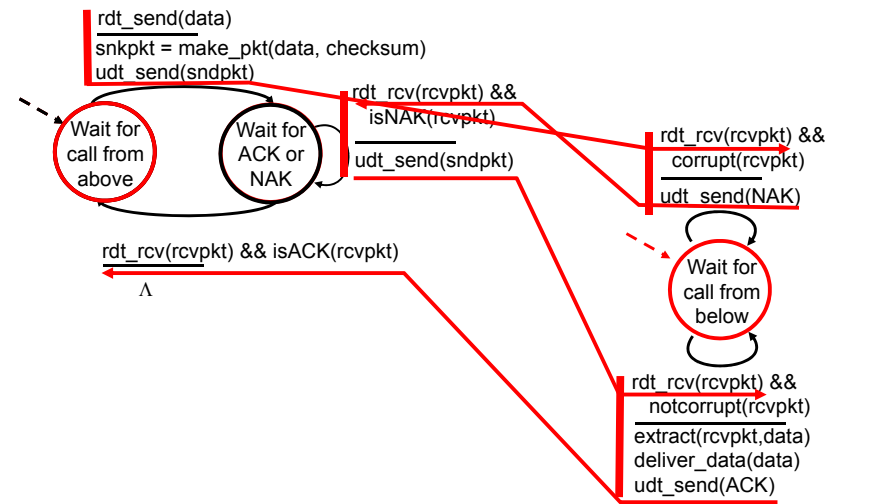 rdt_send(data)
snkpkt = make_pkt(data, checksum)
udt_send(sndpkt)
Wait for
call from
above
Wait for
ACK or
NAK
rdt_rcv(rcvpkt) &&
isNAK(rcvpkt)
udt_send(sndpkt)
rdt_rcv(rcvpkt) && isACK(rcvpkt)
Λ
rdt_rcv(rcvpkt) &&
corrupt(rcvpkt)
udt_send(NAK)
Wait for
call from
below
rdt_rcv(rcvpkt) &&
notcorrupt(rcvpkt)
extract(rcvpkt,data)
deliver_data(data)
udt_send(ACK)